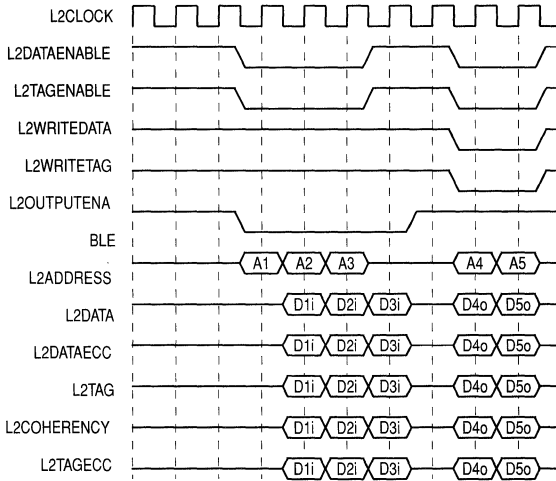 L2CLOCK
L2DATAENABLE
L2TAGENABLE
L2WRITEDATA
L2WRITETAG
L2OUTPUTENA
BLE
L2ADDRESS A1 A2 A3 A4 A5
L2DATA D1i D2i D3i D4o D5o
L2DATAECC D1i D2i D3i D4o D5o
L2TAG D1i D2i D3i D4o D5o
L2COHERENCY D1i D2i D3i D4o D5o
L2TAGECC D1i D2i D3i D4o D5o